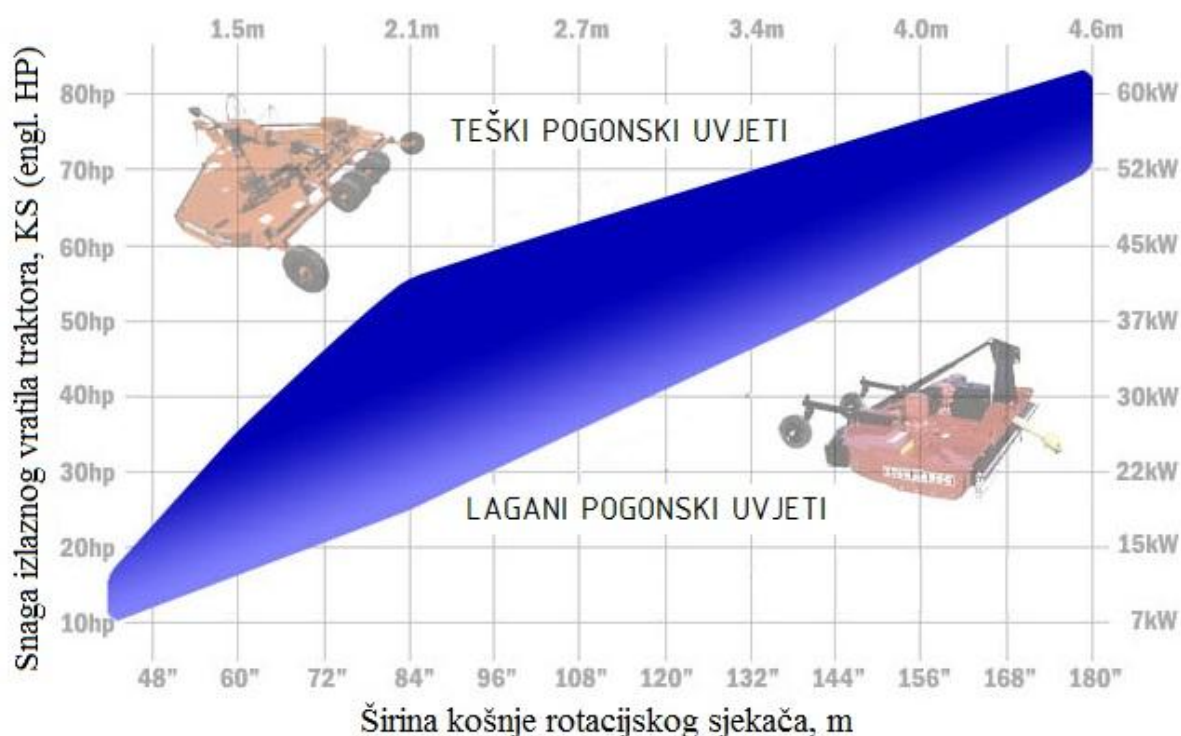 1.5m 2.1m 2.7m 3.4m 4.0m 4.6m
Snaga izlaznog vratila traktora, KS (engl. HP)
80hp
70hp
60hp
50hp
40hp
30hp
20hp
10hp
TEŠKI POGONSKI UVJETI
LAGANI POGONSKI UVJETI
60kW
52kW
45kW
37kW
30kW
22kW
15kW
7kW
48" 60" 72" 84" 96" 108" 120" 132" 144" 156" 168" 180"
Širina košnje rotacijskog sjekača, m